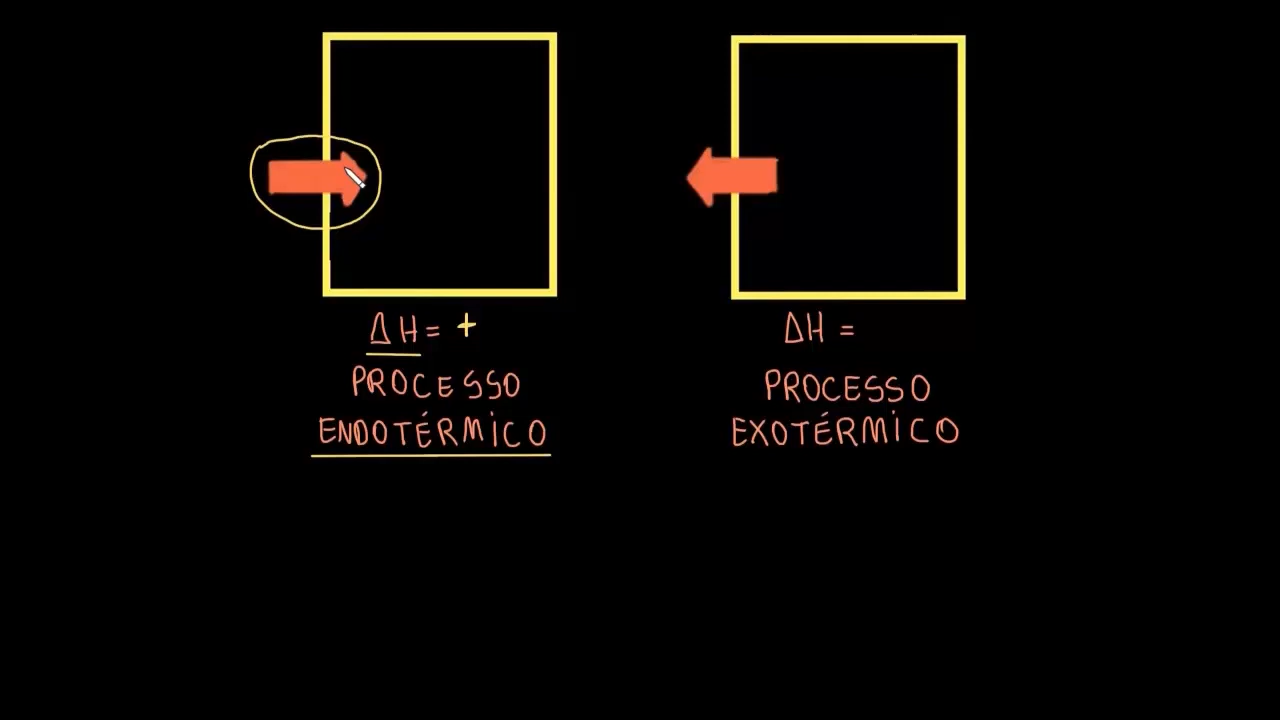 ΔH = +
PROCESSO
ENDOTÉRMICO
ΔH =
PROCESSO
EXOTÉRMICO